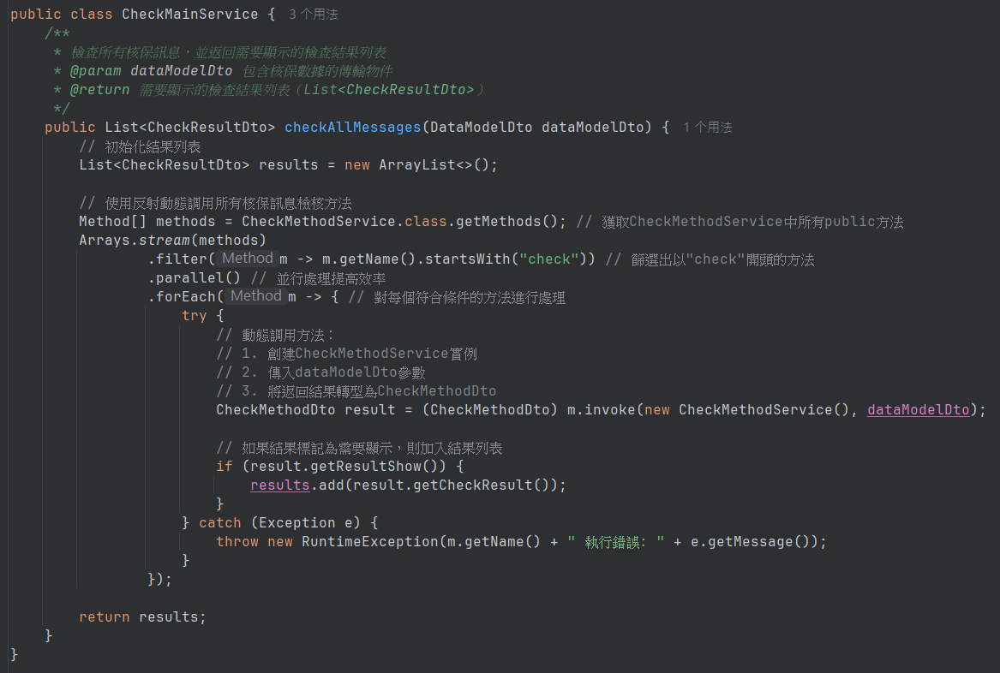 public class CheckMainService {  3 个用法
    /**
     * 檢查所有核保訊息，並返回需要顯示的檢查結果列表
     * @param dataModelDto 包含核保數據的傳輸物件
     * @return 需要顯示的檢查結果列表（List<CheckResultDto>）
     */
    public List<CheckResultDto> checkAllMessages(DataModelDto dataModelDto) {  1 个用法
        // 初始化結果列表
        List<CheckResultDto> results = new ArrayList<>();

        // 使用反射動態調用所有核保訊息檢核方法
        Method[] methods = CheckMethodService.class.getMethods(); // 獲取CheckMethodService中所有public方法
        Arrays.stream(methods)
                .filter( Method m -> m.getName().startsWith("check")) // 篩選出以"check"開頭的方法
                .parallel() // 並行處理提高效率
                .forEach( Method m -> { // 對每個符合條件的方法進行處理
                    try {
                        // 動態調用方法：
                        // 1. 創建CheckMethodService實例
                        // 2. 傳入dataModelDto參數
                        // 3. 將返回結果轉型為CheckMethodDto
                        CheckMethodDto result = (CheckMethodDto) m.invoke(new CheckMethodService(), dataModelDto);

                        // 如果結果標記為需要顯示，則加入結果列表
                        if (result.getResultShow()) {
                            results.add(result.getCheckResult());
                        }
                    } catch (Exception e) {
                        throw new RuntimeException(m.getName() + " 執行錯誤: " + e.getMessage());
                    }
                });

        return results;
    }
}